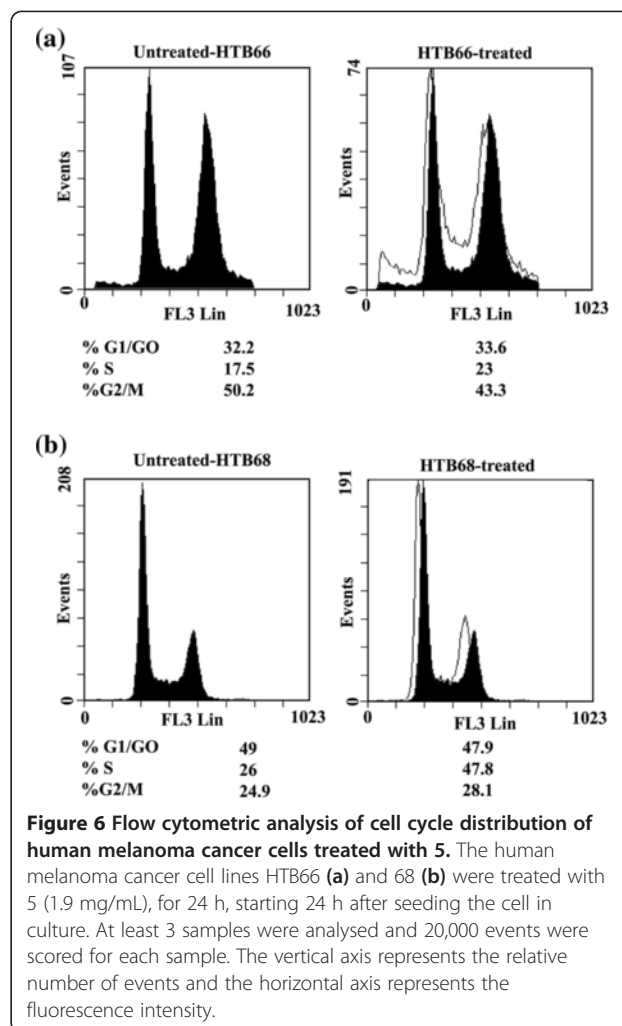 (a)
Untreated-HTB66 HTB66-treated
107 74
Events Events
0 0
0 1023 0 1023
FL3 Lin FL3 Lin
% G1/GO 32.2 33.6
% S 17.5 23
%G2/M 50.2 43.3
(b)
Untreated-HTB68 HTB68-treated
208 191
Events Events
0 0
0 1023 0 1023
FL3 Lin FL3 Lin
% G1/GO 49 47.9
% S 26 47.8
%G2/M 24.9 28.1
Figure 6 Flow cytometric analysis of cell cycle distribution of
human melanoma cancer cells treated with 5. The human
melanoma cancer cell lines HTB66 (a) and 68 (b) were treated with
5 (1.9 mg/mL), for 24 h, starting 24 h after seeding the cell in
culture. At least 3 samples were analysed and 20,000 events were
scored for each sample. The vertical axis represents the relative
number of events and the horizontal axis represents the
fluorescence intensity.